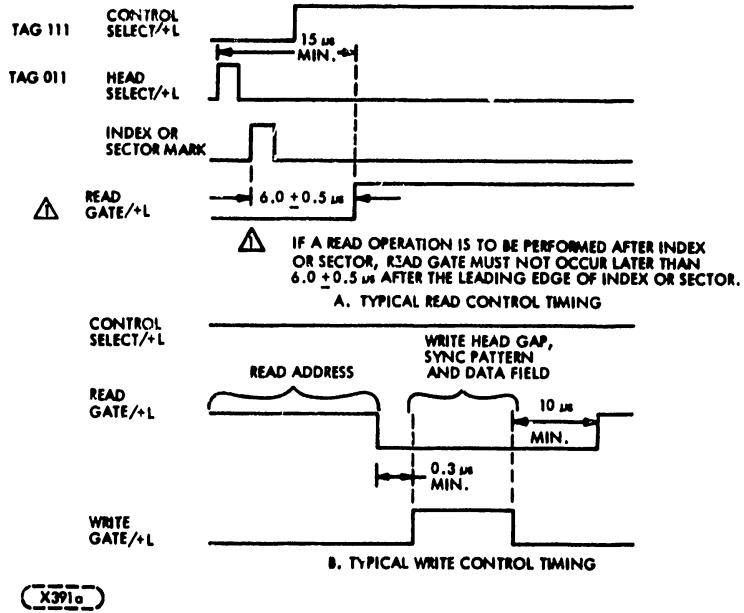 TAG 111
CONTROL
SELECT/+L
15 µs
MIN.
TAG 011
HEAD
SELECT/+L
INDEX OR
SECTOR MARK
1
READ
GATE/+L
6.0 ±0.5 µs
1
IF A READ OPERATION IS TO BE PERFORMED AFTER INDEX
OR SECTOR, READ GATE MUST NOT OCCUR LATER THAN
6.0 ±0.5 µs AFTER THE LEADING EDGE OF INDEX OR SECTOR.
A. TYPICAL READ CONTROL TIMING
CONTROL
SELECT/+L
WRITE HEAD GAP,
SYNC PATTERN
AND DATA FIELD
READ ADDRESS
READ
GATE/+L
10 µs
MIN.
0.3 µs
MIN.
WRITE
GATE/+L
B. TYPICAL WRITE CONTROL TIMING
X391a